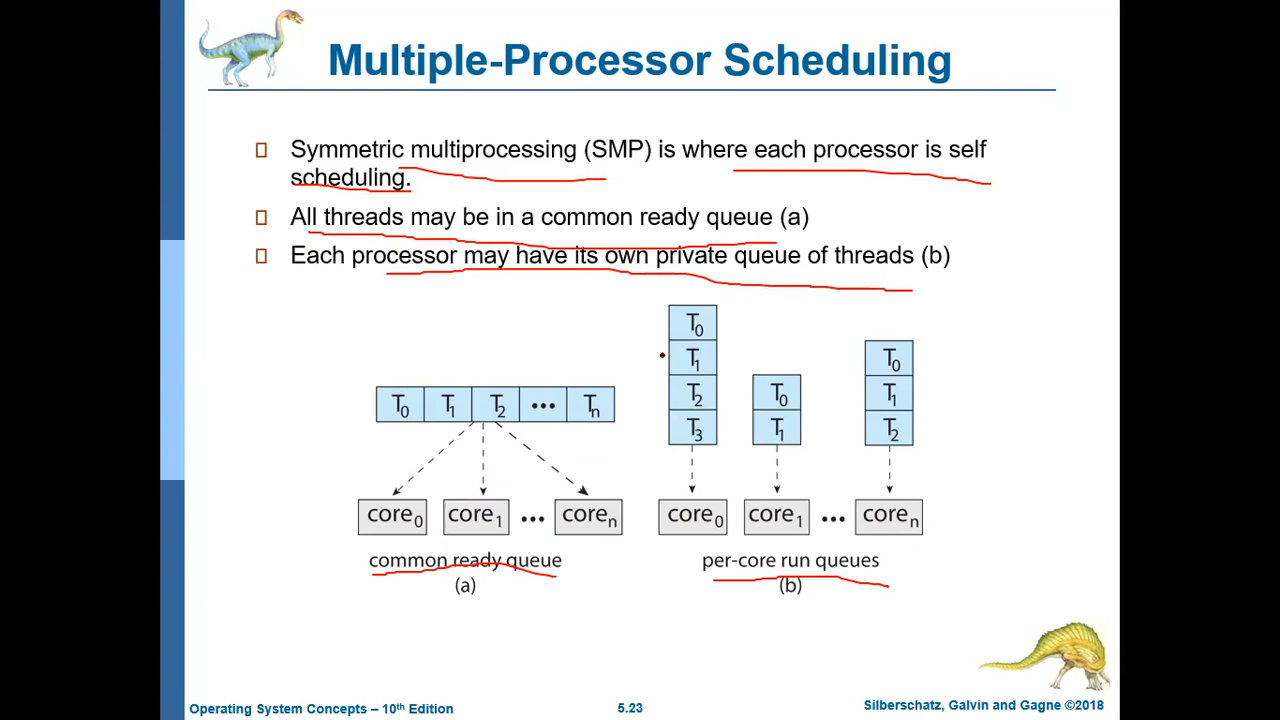 Multiple-Processor Scheduling
Symmetric multiprocessing (SMP) is where each processor is self
scheduling.
All threads may be in a common ready queue (a)
Each processor may have its own private queue of threads (b)
T0 T1 T2 ••• Tn
core0 core1 ••• coren
common ready queue
(a)
T0
T1
T2
T3
T0
T1
T0
T1
T2
core0 core1 ••• coren
per-core run queues
(b)
Operating System Concepts – 10th Edition
5.23
Silberschatz, Galvin and Gagne ©2018